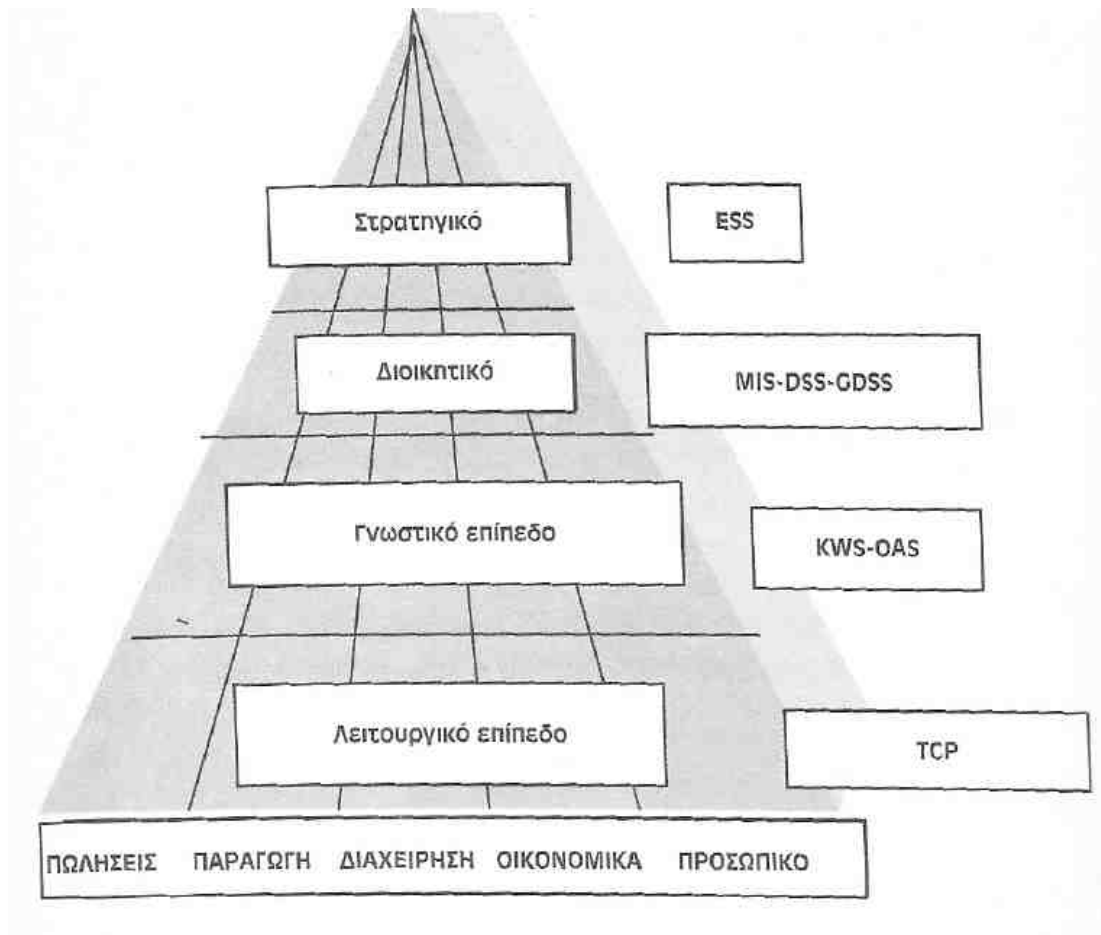 Στρατηγικό
ESS
Διοικητικό
MIS-DSS-GDSS
Γνωστικό επίπεδο
KWS-OAS
Λειτουργικό επίπεδο
TCP
ΠΩΛΗΣΕΙΣ ΠΑΡΑΓΩΓΗ ΔΙΑΧΕΙΡΗΣΗ ΟΙΚΟΝΟΜΙΚΑ ΠΡΟΣΩΠΙΚΟ